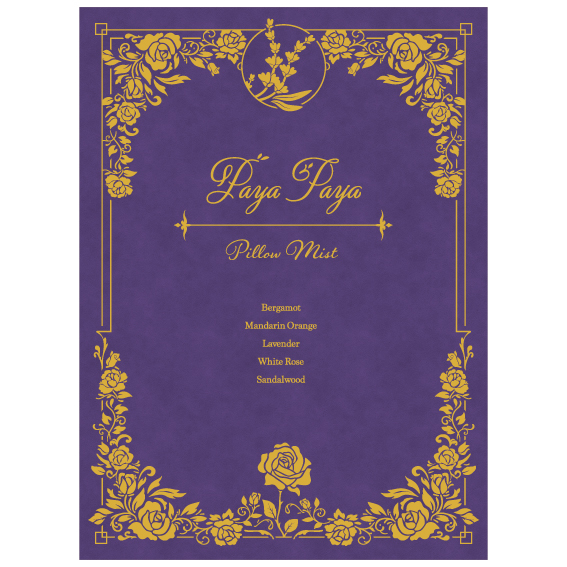 Paya Paya
Pillow Mist
Bergamot
Mandarin Orange
Lavender
White Rose
Sandalwood